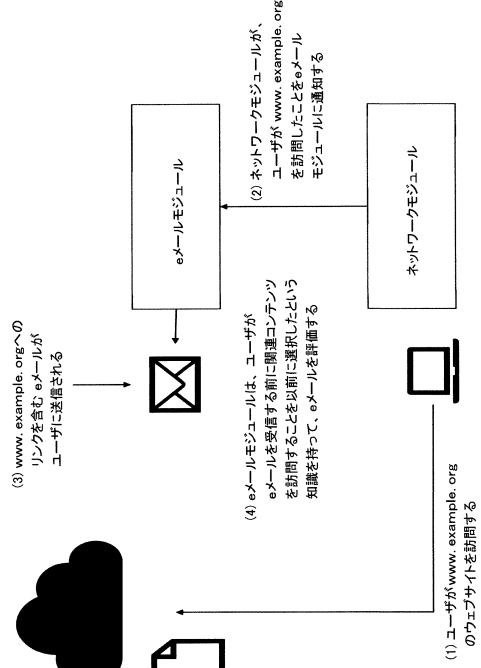 (3) www. example. orgへの
リンクを含む eメールが
ユーザに送信される
eメールモジュール
(2) ネットワークモジュールが、
ユーザが www. example. org
を訪問したことをeメール
モジュールに通知する
(4) eメールモジュールは、ユーザが
eメールを受信する前に関連コンテンツ
を訪問することを以前に選択したという
知識を持って、eメールを評価する
ネットワークモジュール
(1) ユーザが www. example. org
のウェブサイトを訪問する